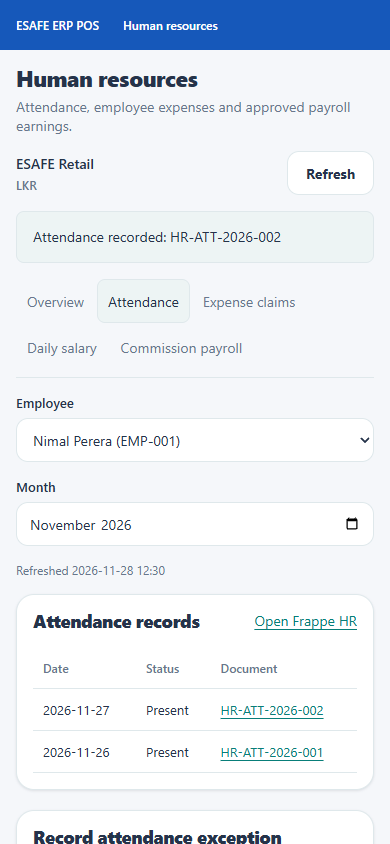 ESAFE ERP POS Human resources
Human resources
Attendance, employee expenses and approved payroll
earnings.
ESAFE Retail
LKR
Refresh
Attendance recorded: HR-ATT-2026-002
Overview Attendance Expense claims
Daily salary Commission payroll
Employee
Nimal Perera (EMP-001)
Month
November 2026
Refreshed 2026-11-28 12:30
Attendance records Open Frappe HR
Date Status Document
2026-11-27 Present HR-ATT-2026-002
2026-11-26 Present HR-ATT-2026-001
Record attendance exception